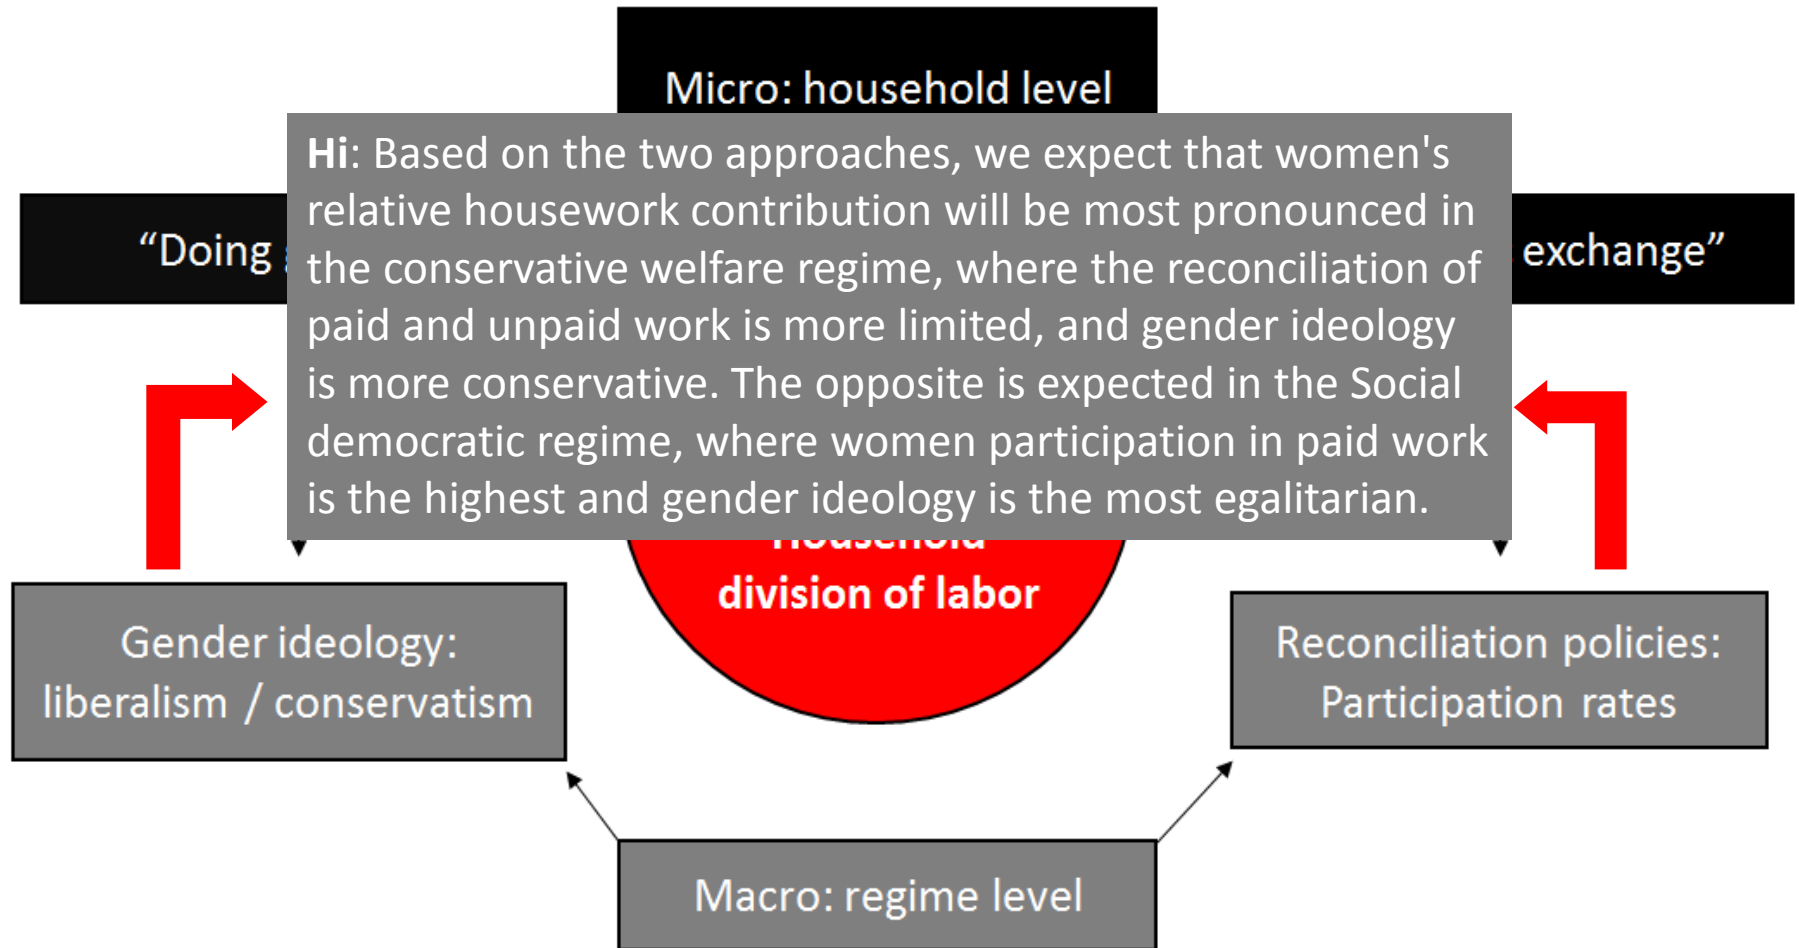 Micro: household level
Hi: Based on the two approaches, we expect that women's
relative housework contribution will be most pronounced in
the conservative welfare regime, where the reconciliation of
paid and unpaid work is more limited, and gender ideology
is more conservative. The opposite is expected in the Social
democratic regime, where women participation in paid work
is the highest and gender ideology is the most egalitarian.
“Doing
exchange”
Household
division of labor
Gender ideology:
liberalism / conservatism
Reconciliation policies:
Participation rates
Macro: regime level